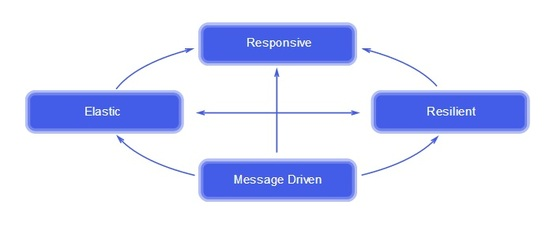 Responsive
Elastic
Resilient
Message Driven